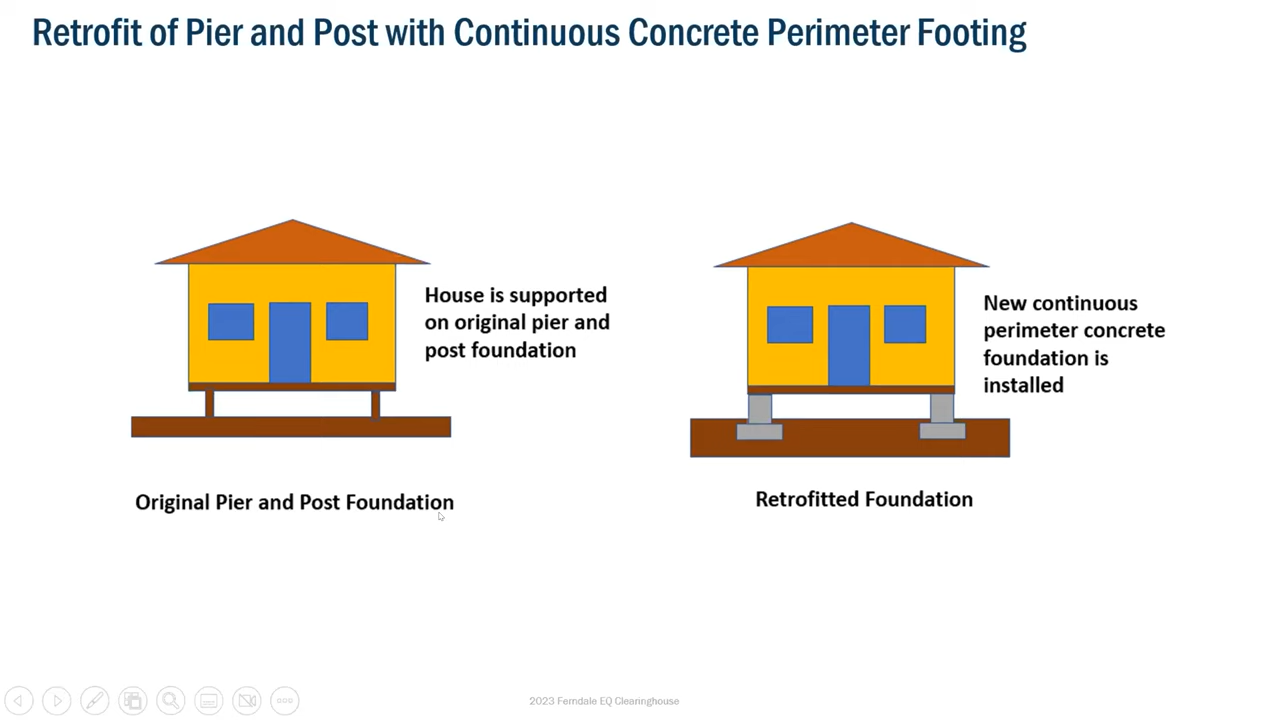 Retrofit of Pier and Post with Continuous Concrete Perimeter Footing
House is supported
on original pier and
post foundation
New continuous
perimeter concrete
foundation is
installed
Original Pier and Post Foundation
Retrofitted Foundation
2023 Ferndale EQ Clearinghouse